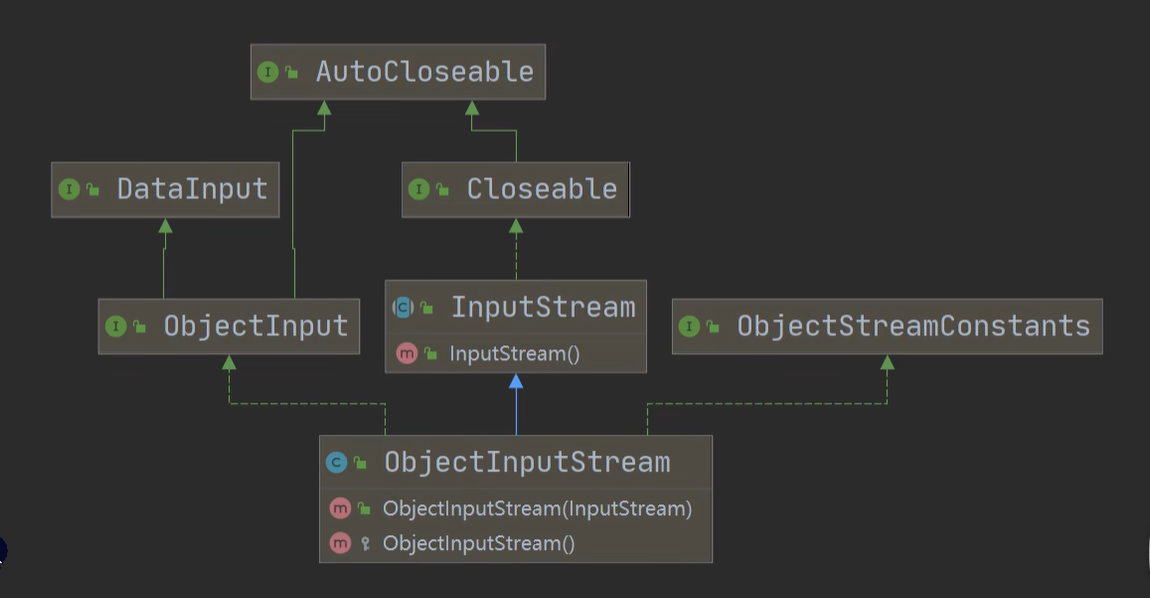 AutoCloseable
DataInput
Closeable
ObjectInput
InputStream
InputStream()
ObjectStreamConstants
ObjectInputStream
ObjectInputStream(InputStream)
ObjectInputStream()